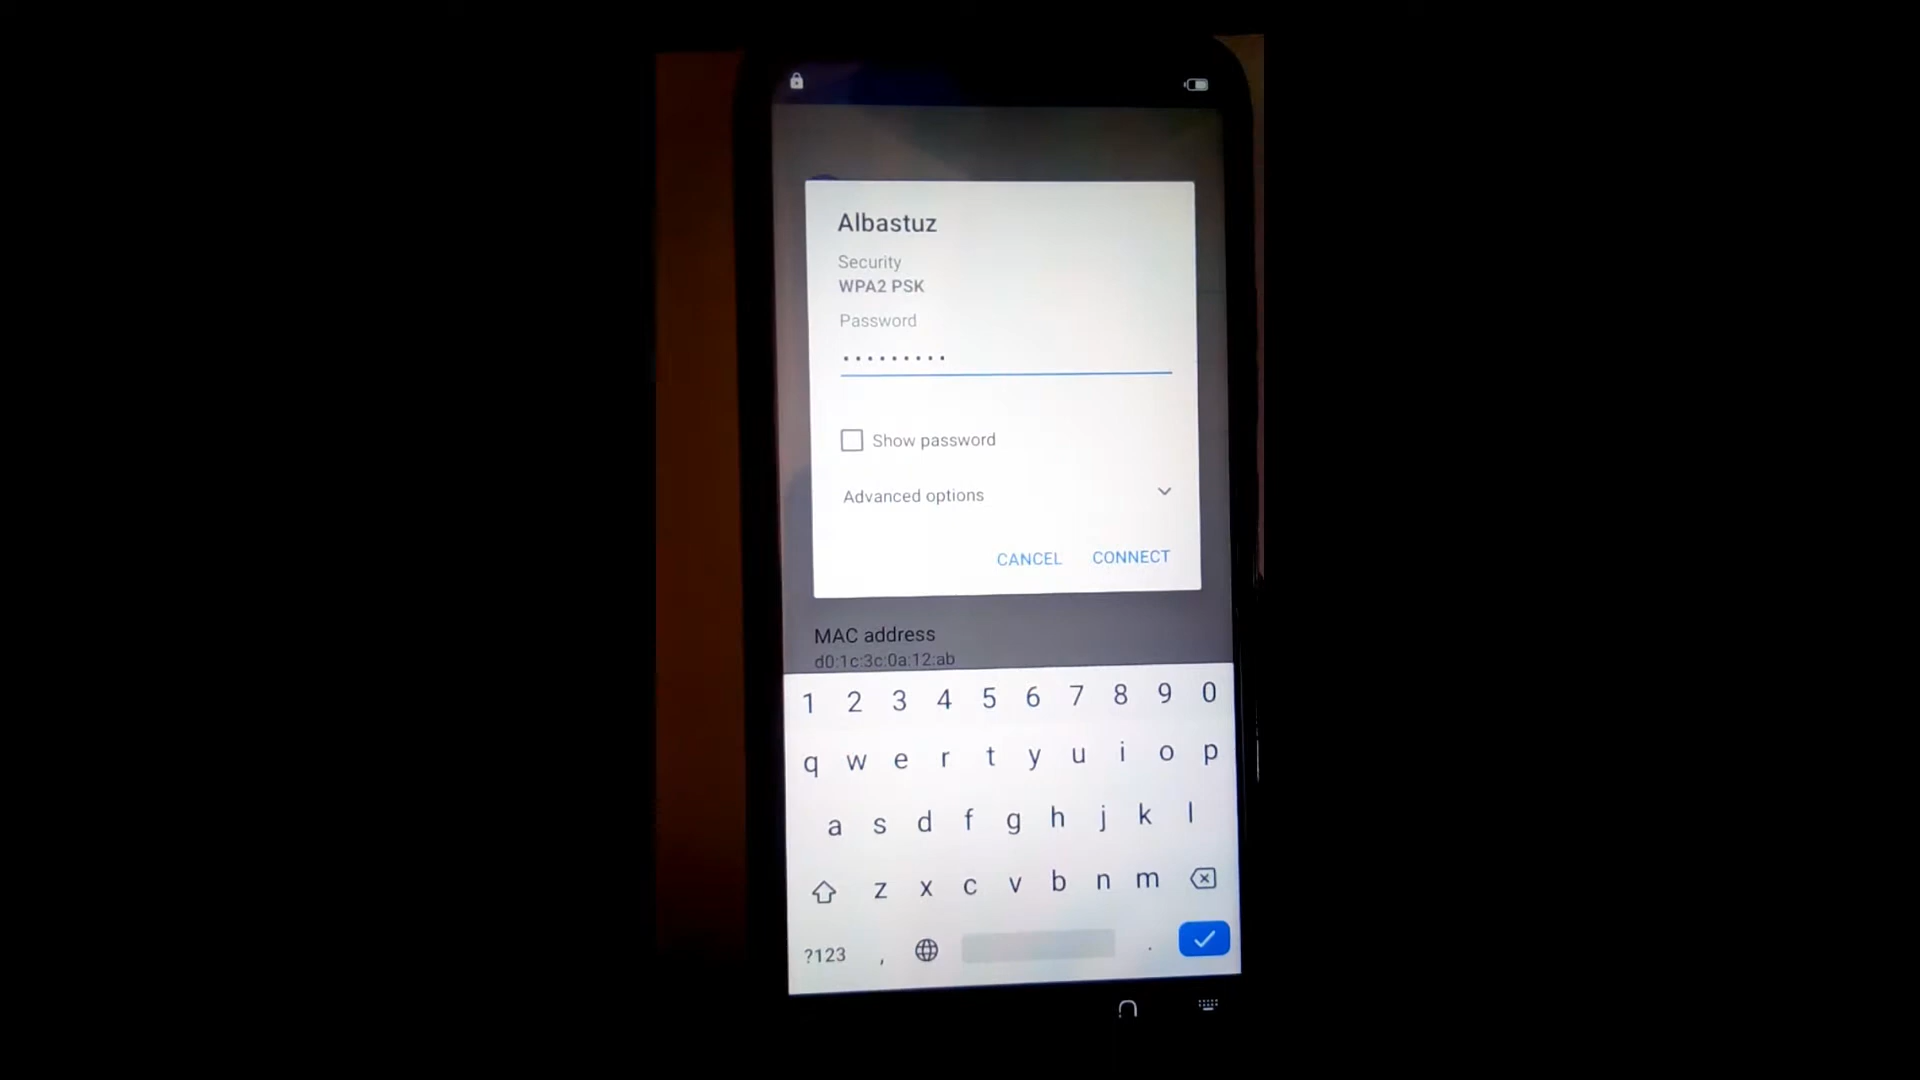 Albastuz
Security
WPA2 PSK
Password
•••••••••
Show password
Advanced options
CANCEL CONNECT
MAC address
d0:1c:3c:0a:12:ab
1 2 3 4 5 6 7 8 9 0
q w e r t y u i o p
a s d f g h j k l
z x c v b n m
?123 , .